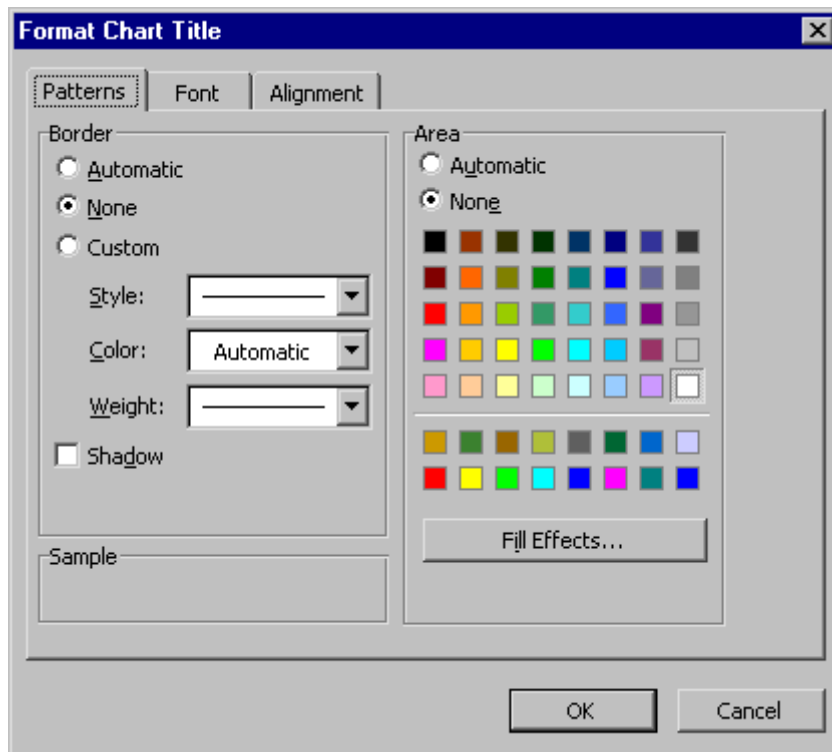 Format Chart Title
Patterns Font Alignment
Border
Automatic
None
Custom
Style:
Color: Automatic
Weight:
Shadow
Sample
Area
Automatic
None
Fill Effects...
OK Cancel